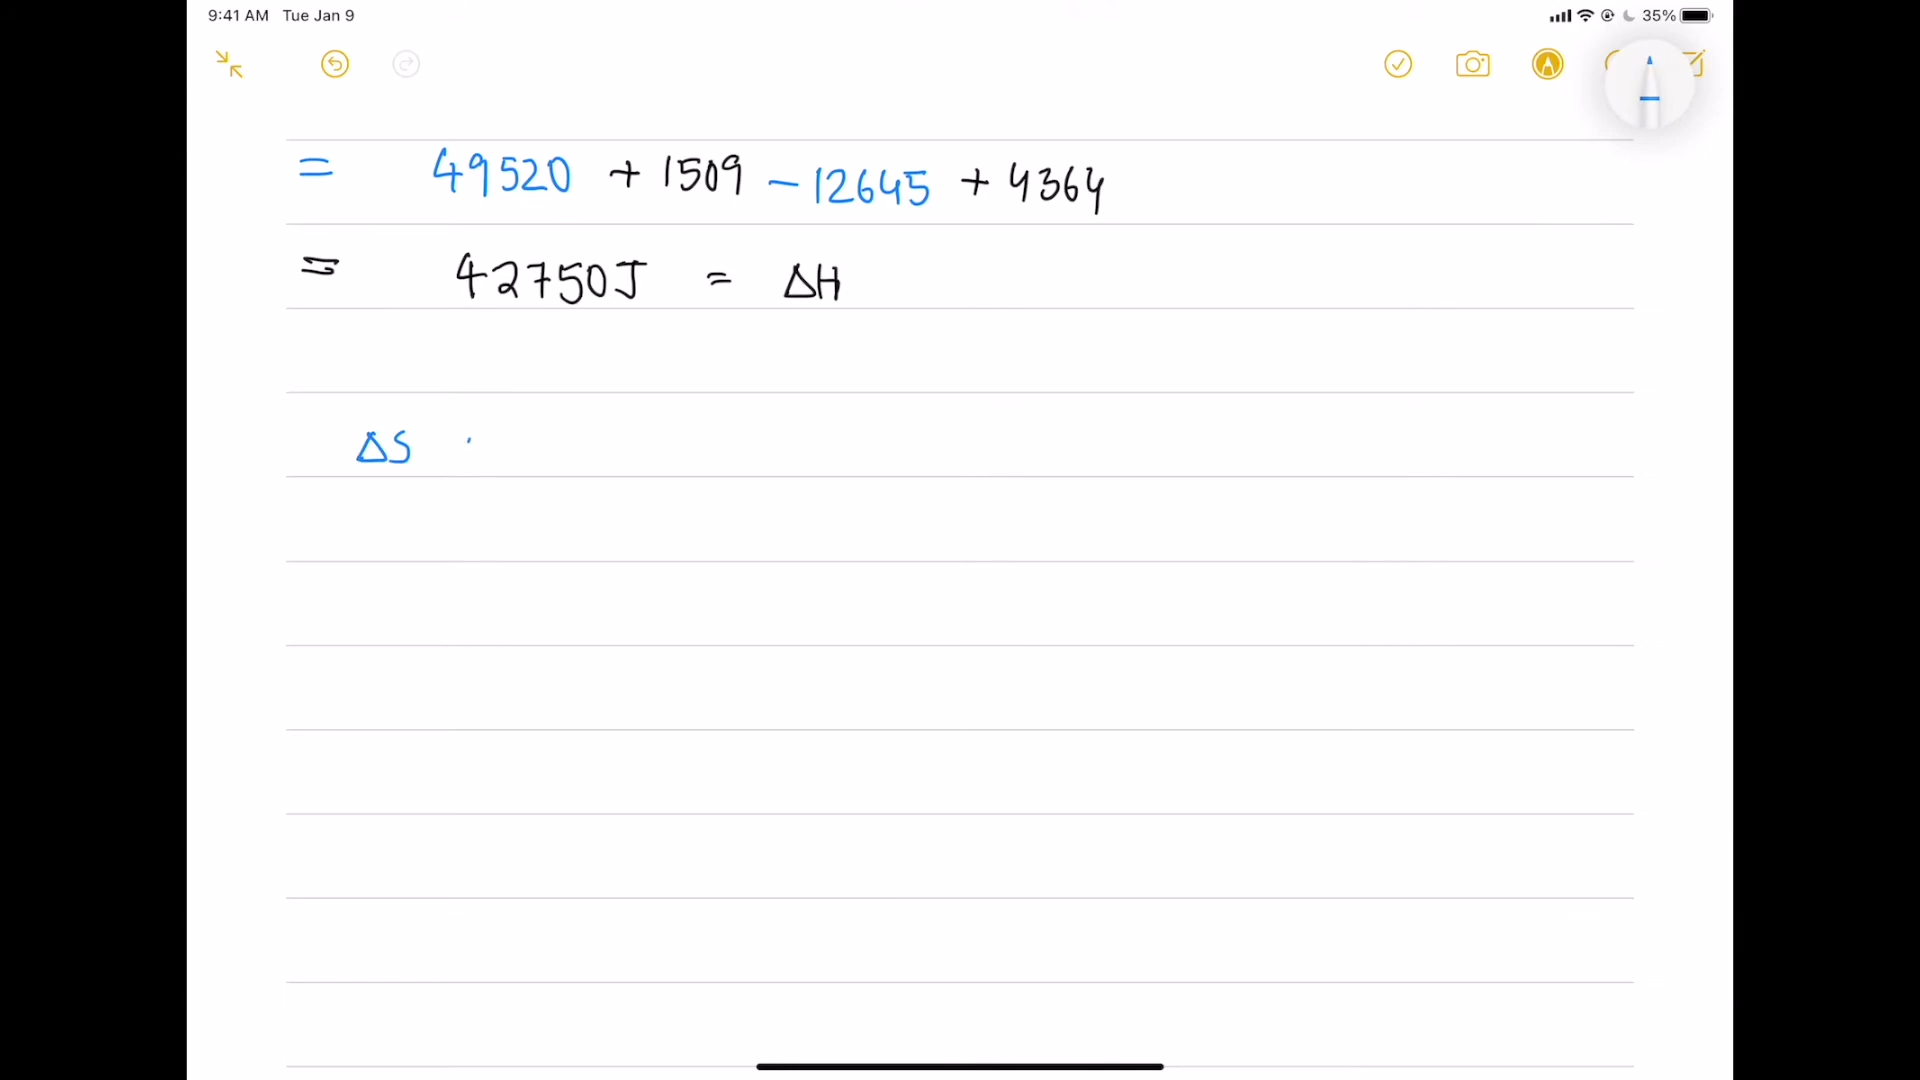 9:41 AM Tue Jan 9 35%
= 49520 + 1509 - 12645 + 4364
= 42750J = ΔH
ΔS